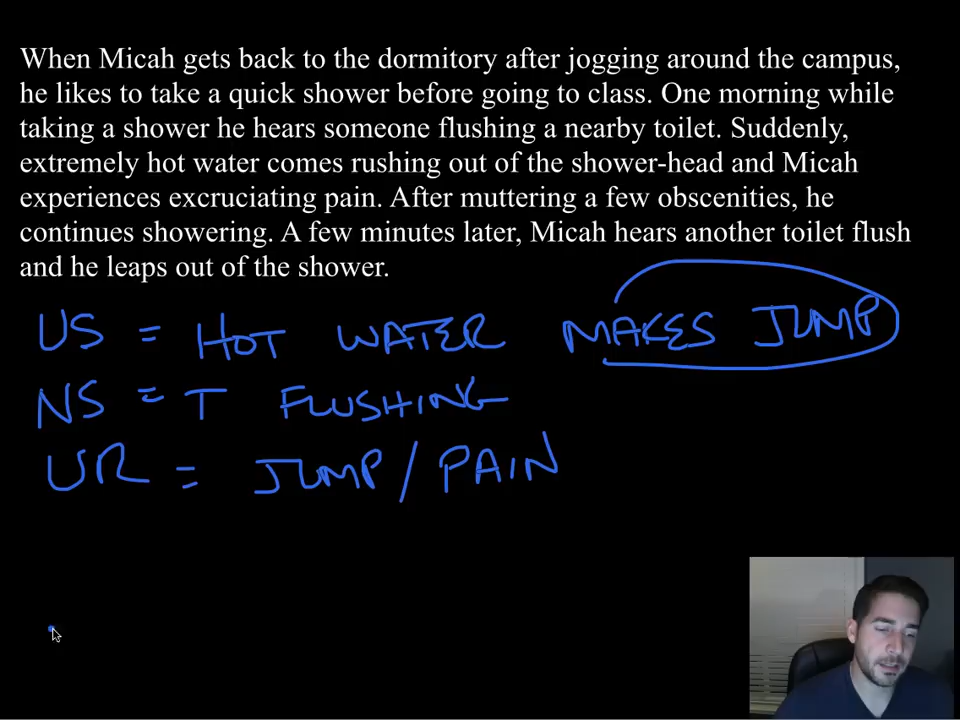 When Micah gets back to the dormitory after jogging around the campus,
he likes to take a quick shower before going to class. One morning while
taking a shower he hears someone flushing a nearby toilet. Suddenly,
extremely hot water comes rushing out of the shower-head and Micah
experiences excruciating pain. After muttering a few obscenities, he
continues showering. A few minutes later, Micah hears another toilet flush
and he leaps out of the shower.
US = HOT WATER MAKES JUMP
NS = T FLUSHING
UR = JUMP/PAIN